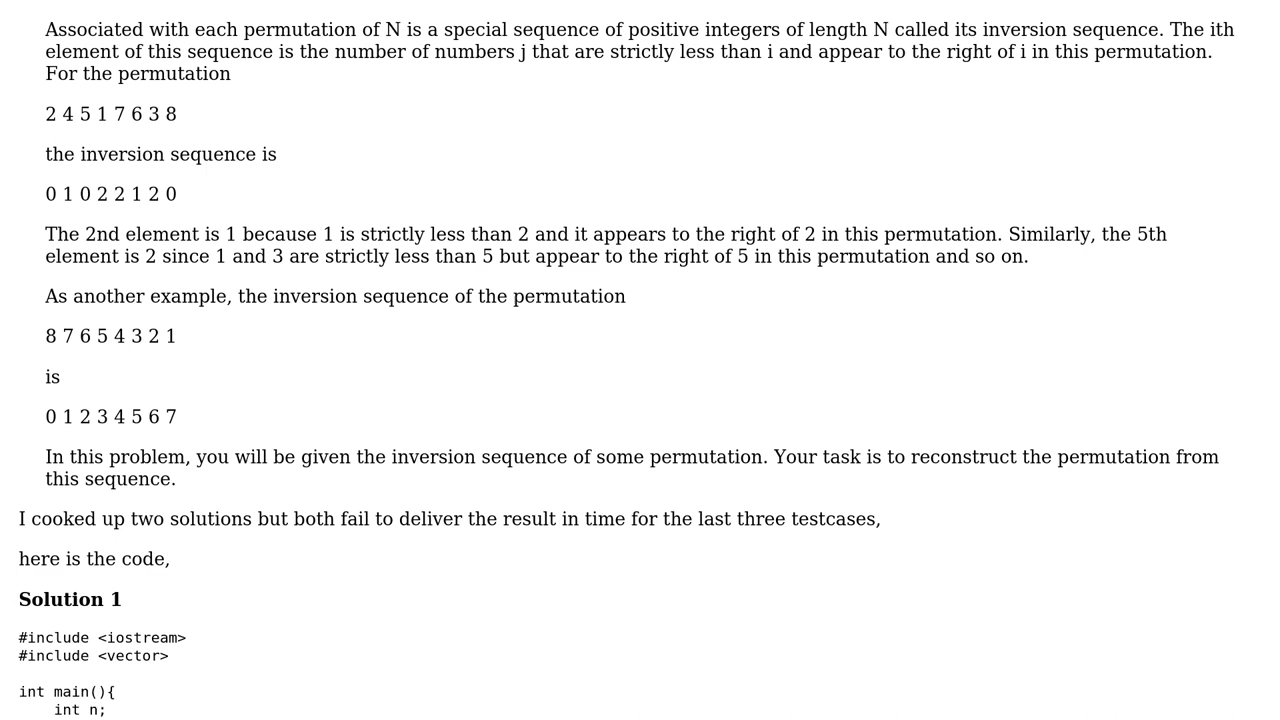 Associated with each permutation of N is a special sequence of positive integers of length N called its inversion sequence. The ith
element of this sequence is the number of numbers j that are strictly less than i and appear to the right of i in this permutation.
For the permutation
2 4 5 1 7 6 3 8
the inversion sequence is
0 1 0 2 2 1 2 0
The 2nd element is 1 because 1 is strictly less than 2 and it appears to the right of 2 in this permutation. Similarly, the 5th
element is 2 since 1 and 3 are strictly less than 5 but appear to the right of 5 in this permutation and so on.
As another example, the inversion sequence of the permutation
8 7 6 5 4 3 2 1
is
0 1 2 3 4 5 6 7
In this problem, you will be given the inversion sequence of some permutation. Your task is to reconstruct the permutation from
this sequence.
I cooked up two solutions but both fail to deliver the result in time for the last three testcases,
here is the code,
Solution 1
#include <iostream>
#include <vector>
int main(){
int n;